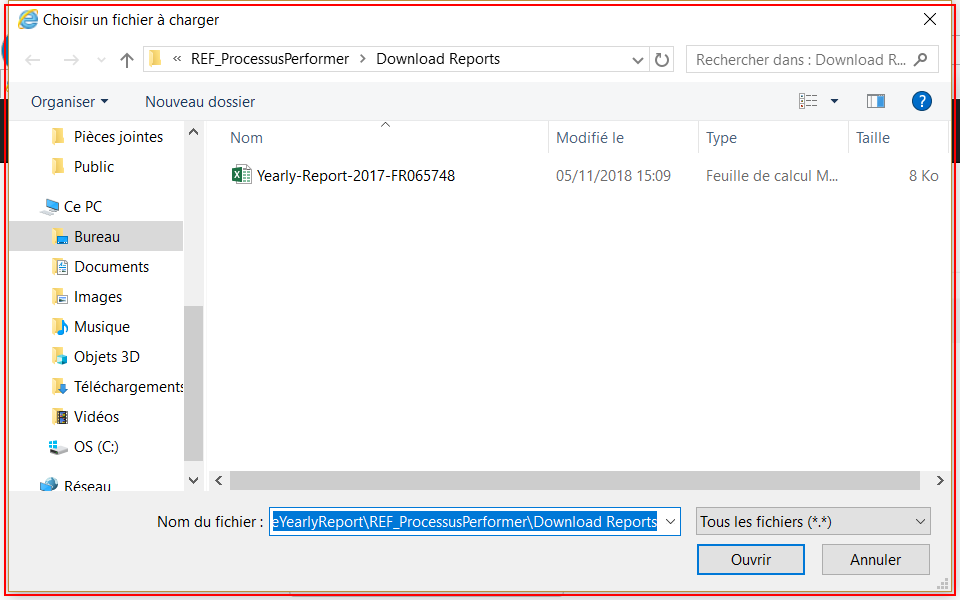 Choisir un fichier à charger
« REF_ProcessusPerformer > Download Reports
Rechercher dans : Download R...
Organiser
Nouveau dossier
?
Pièces jointes
Public
Ce PC
Bureau
Documents
Images
Musique
Objets 3D
Téléchargements
Vidéos
OS (C:)
Réseau
Nom Modifié le Type Taille
Yearly-Report-2017-FR065748 05/11/2018 15:09 Feuille de calcul M... 8 Ko
Nom du fichier : eYearlyReport\REF_ProcessusPerformer\Download Reports
Tous les fichiers (*.*)
Ouvrir
Annuler